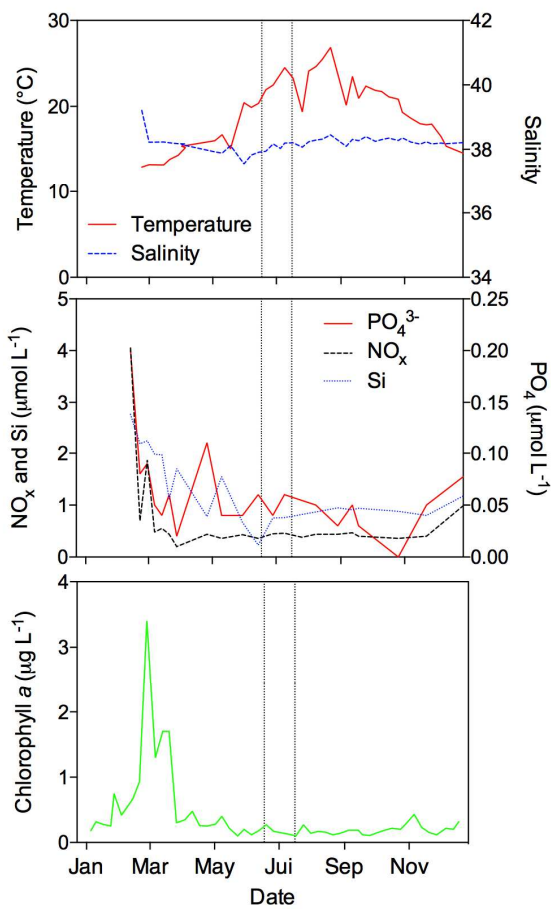 30
20
10
0
Temperature (°C)
42
40
38
36
34
Salinity
Temperature
Salinity
5
4
3
2
1
0
NOx and Si (μmol L-1)
0.25
0.20
0.15
0.10
0.05
0.00
PO4
(μmol L-1)
PO43-
NOx
Si
4
3
2
1
0
Chlorophyll a (μg L-1)
Jan Mar May Jui Sep Nov
Date